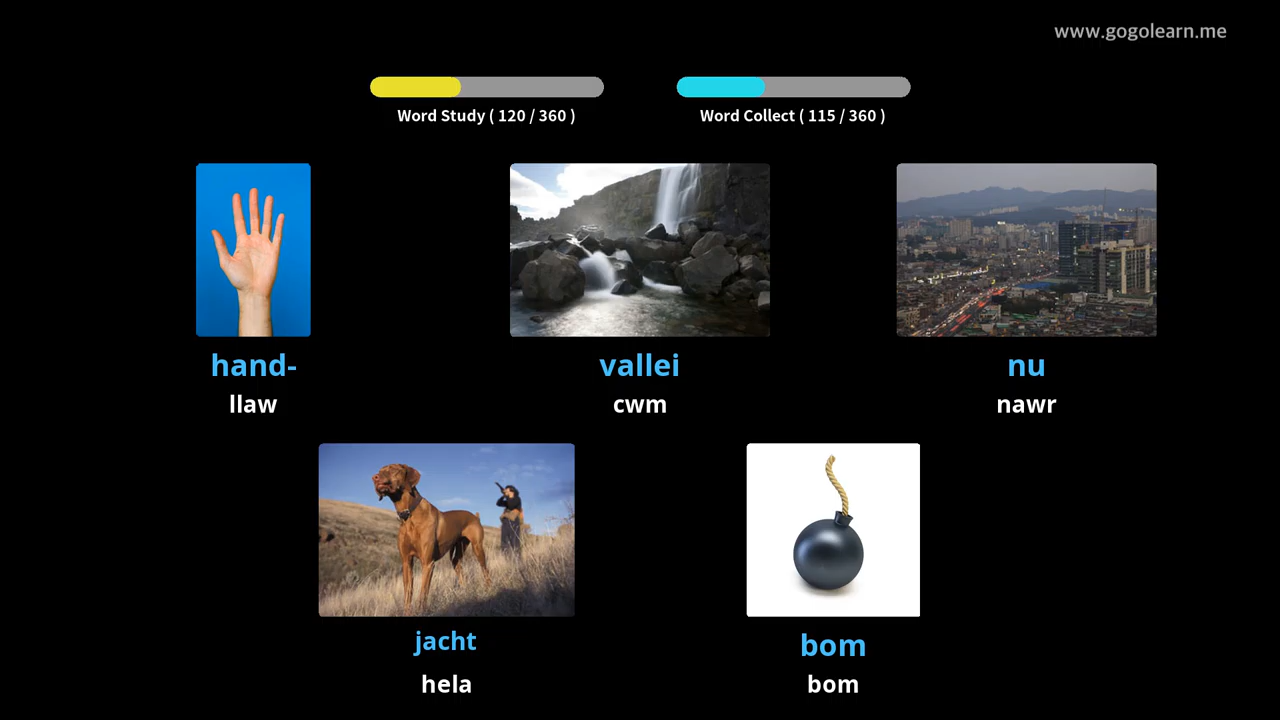 www.gogolearn.me
Word Study ( 120 / 360 )
Word Collect ( 115 / 360 )
hand-
llaw
vallei
cwm
nu
nawr
jacht
hela
bom
bom